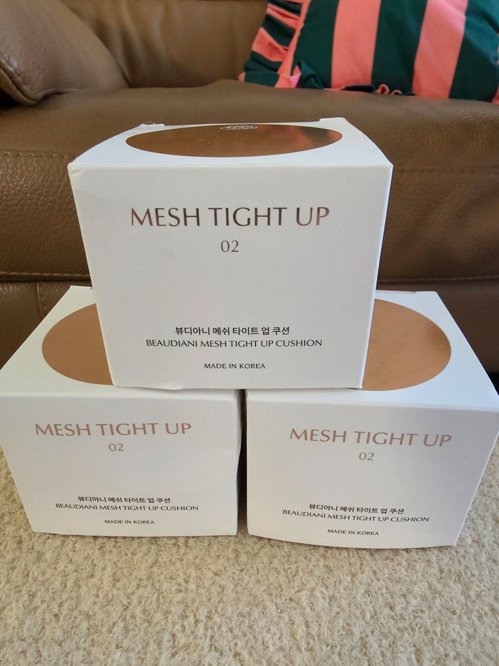 MESH TIGHT UP
02
뷰디아니 메쉬 타이트 업 쿠션
BEAUDIANI MESH TIGHT UP CUSHION
MADE IN KOREA
MESH TIGHT UP
02
뷰디아니 메쉬 타이트 업 쿠션
BEAUDIANI MESH TIGHT UP CUSHION
MADE IN KOREA
MESH TIGHT UP
02
뷰디아니 메쉬 타이트 업 쿠션
BEAUDIANI MESH TIGHT UP CUSHION
MADE IN KOREA